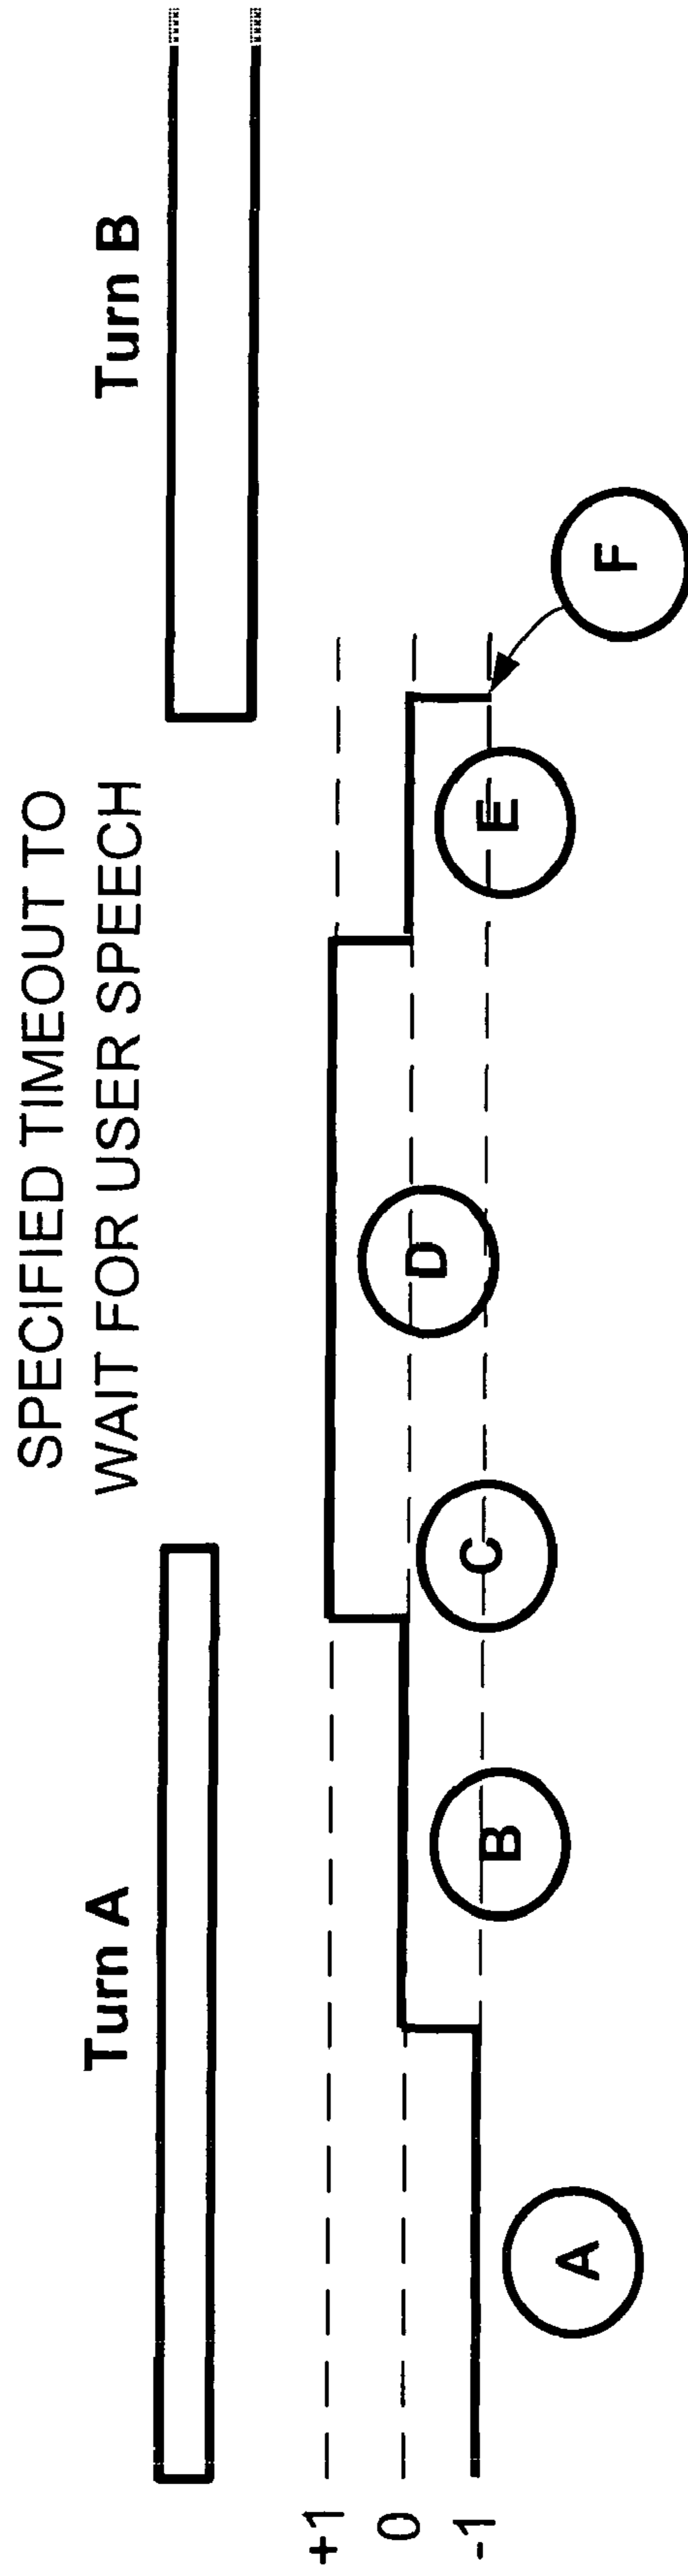 SPECIFIED TIMEOUT TO
WAIT FOR USER SPEECH
Turn A
Turn B
+1
0
-1
A
B
C
D
E
F